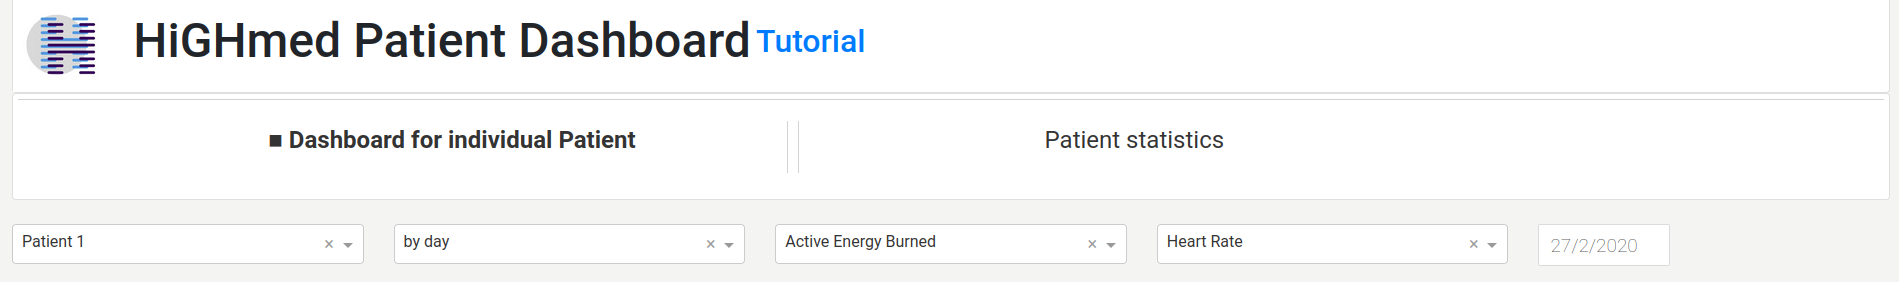 HiGHmed Patient Dashboard Tutorial
■ Dashboard for individual Patient
Patient statistics
Patient 1 × by day × Active Energy Burned × Heart Rate × 27/2/2020